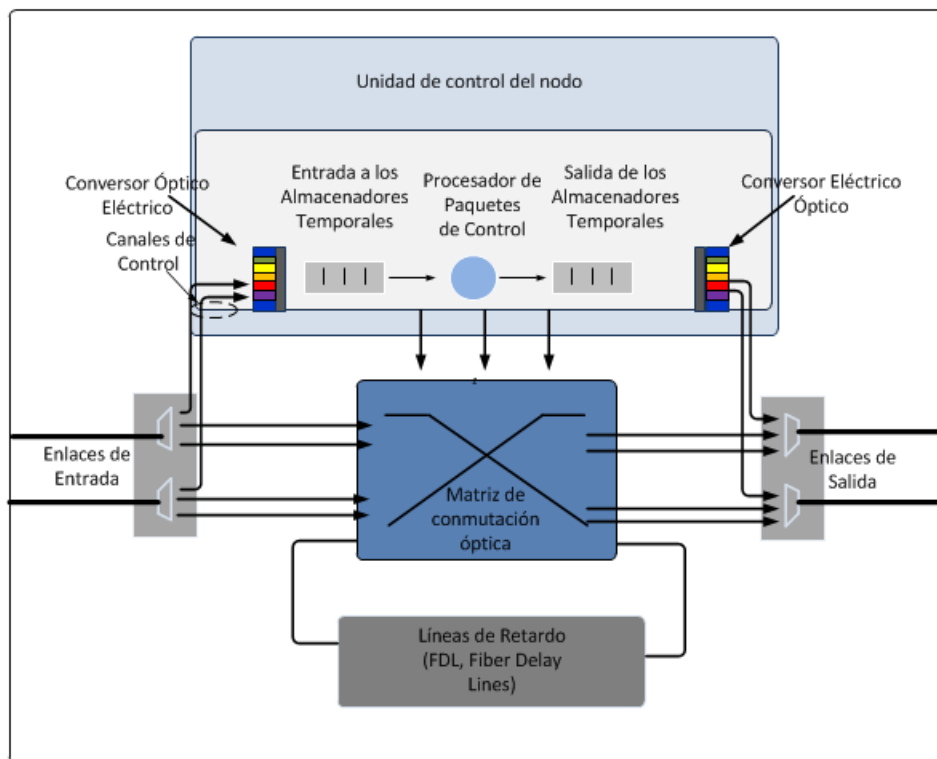 Unidad de control del nodo
Conversor Óptico
Eléctrico
Entrada a los
Almacenadores
Temporales
Procesador de
Paquetes
de Control
Salida de los
Almacenadores
Temporales
Conversor Eléctrico
Óptico
Canales de
Control
Enlaces de
Entrada
Matriz de
conmutación
óptica
Enlaces de
Salida
Líneas de Retardo
(FDL, Fiber Delay
Lines)